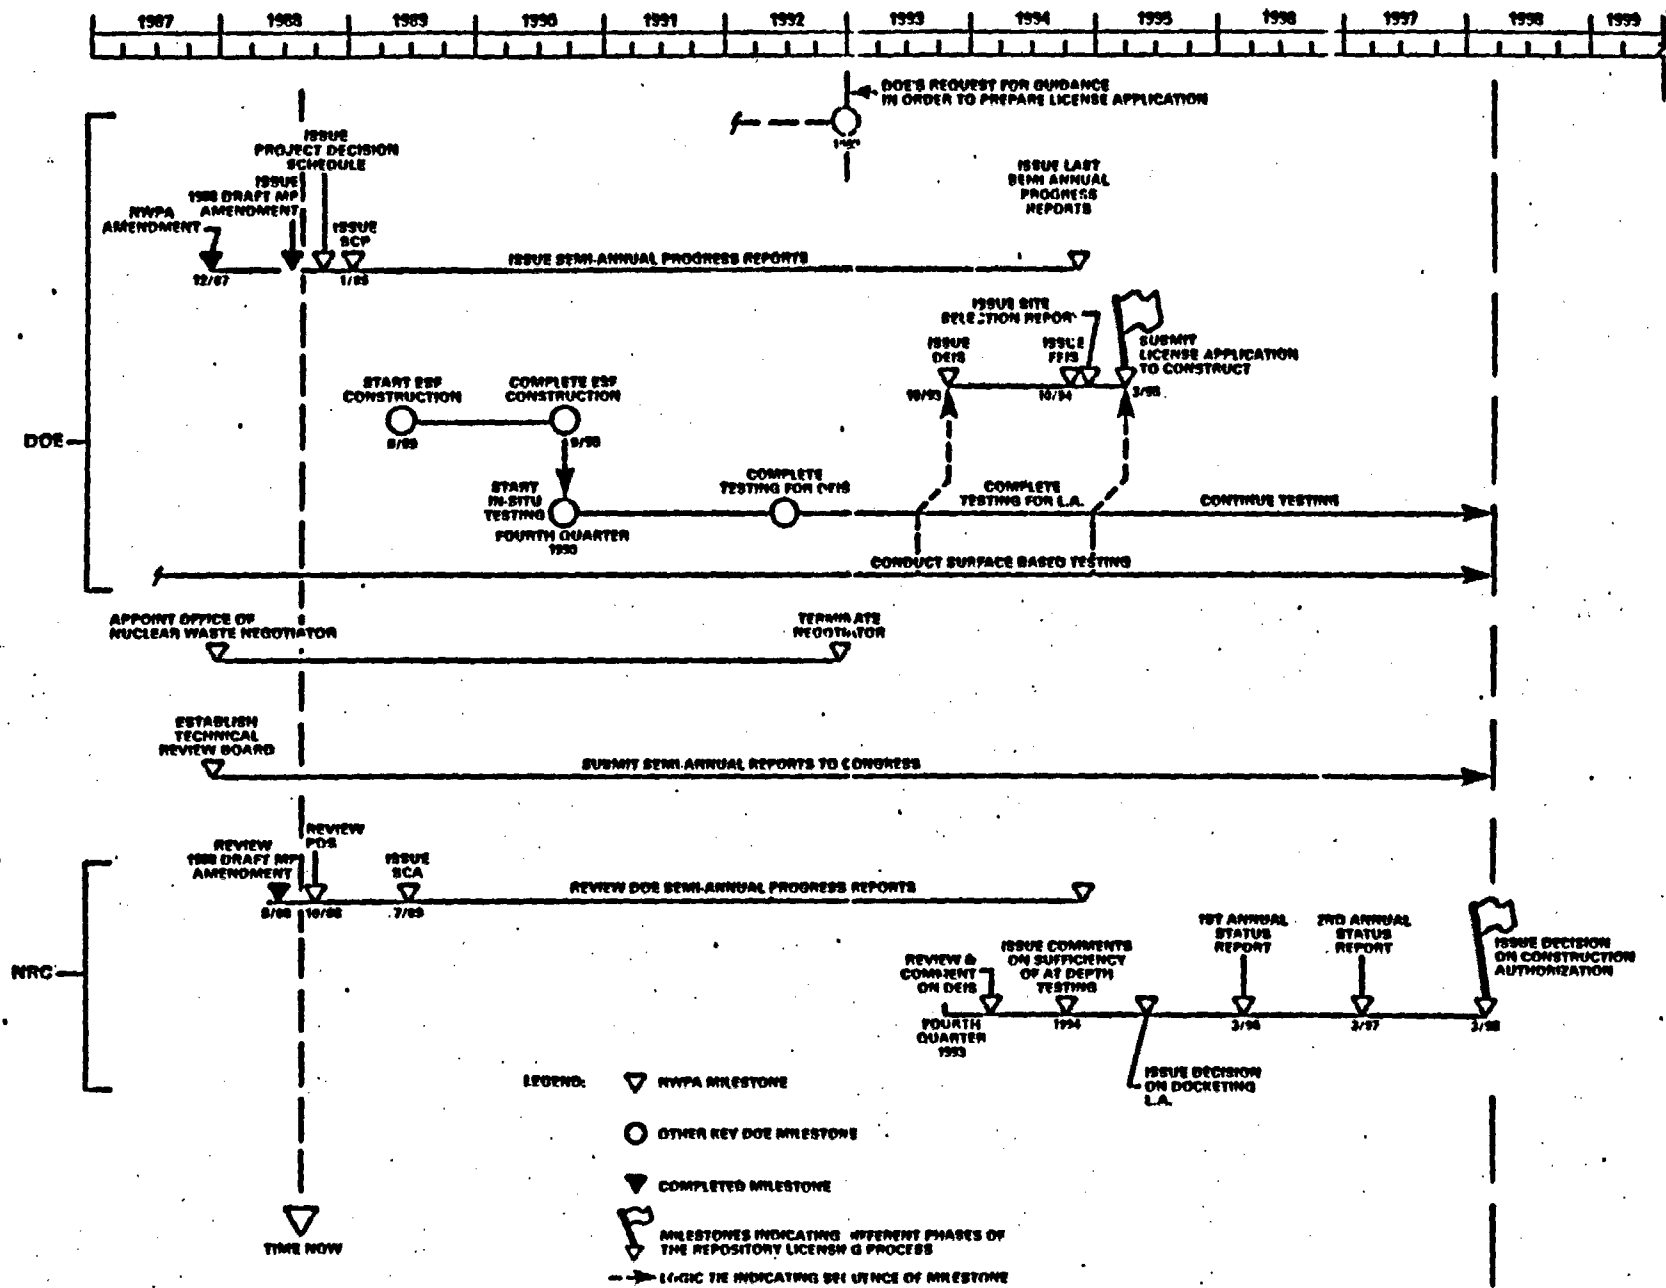 1987 1988 1989 1990 1991 1992 1993 1994 1995 1996 1997 1998 1999
DOE'S REQUEST FOR GUIDANCE
IN ORDER TO PREPARE LICENSE APPLICATION
ISSUE
PROJECT DECISION
SCHEDULE
ISSUE
1988 DRAFT MP
AMENDMENT
NWPA
AMENDMENT
ISSUE
SCP
ISSUE LAST
SEMI ANNUAL
PROGRESS
REPORTS
ISSUE SEMI-ANNUAL PROGRESS REPORTS
12/87
ISSUE SITE
SELECTION REPORT
ISSUE
DEIS
ISSUE
FEIS
SUBMIT
LICENSE APPLICATION
TO CONSTRUCT
10/93
10/94
START ESF
CONSTRUCTION
COMPLETE ESF
CONSTRUCTION
DOE
START
IN-SITU
TESTING
FOURTH QUARTER
1990
COMPLETE
TESTING FOR DEIS
COMPLETE
TESTING FOR L.A.
CONTINUE TESTING
CONDUCT SURFACE BASED TESTING
APPOINT OFFICE OF
NUCLEAR WASTE NEGOTIATOR
TERMINATE
NEGOTIATOR
ESTABLISH
TECHNICAL
REVIEW BOARD
SUBMIT SEMI-ANNUAL REPORTS TO CONGRESS
REVIEW
PDS
REVIEW
1988 DRAFT MP
AMENDMENT
ISSUE
SCA
REVIEW DOE SEMI-ANNUAL PROGRESS REPORTS
10/88
7/89
NRC
REVIEW &
COMMENT
ON DEIS
ISSUE COMMENTS
ON SUFFICIENCY
OF AT DEPTH
TESTING
1ST ANNUAL
STATUS
REPORT
2ND ANNUAL
STATUS
REPORT
ISSUE DECISION
ON CONSTRUCTION
AUTHORIZATION
FOURTH
QUARTER
1993
1994
3/96
3/97
3/98
ISSUE DECISION
ON DOCKETING
L.A.
LEGEND:
NWPA MILESTONE
OTHER KEY DOE MILESTONE
COMPLETED MILESTONE
MILESTONES INDICATING DIFFERENT PHASES OF
THE REPOSITORY LICENSING PROCESS
LOGIC TIE INDICATING SEQUENCE OF MILESTONE
TIME NOW